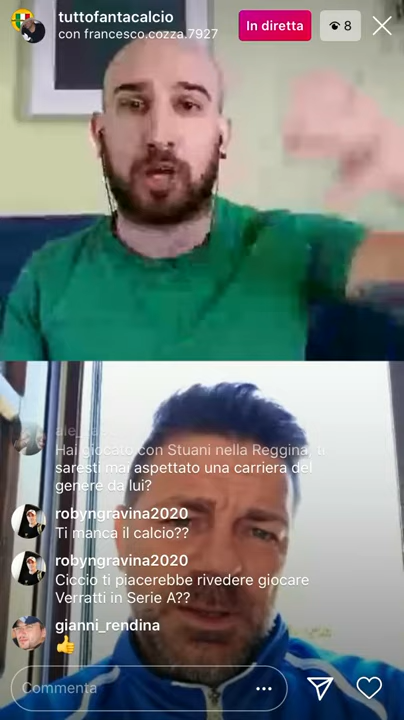 tuttofantacalcio
con francesco.cozza.7927
In diretta
8
Hai giocato con Stuani nella Reggina,
saresti mai aspettato una carriera del
genere da lui?
robyngravina2020
Ti manca il calcio??
robyngravina2020
Ciccio ti piacerebbe rivedere giocare
Verratti in Serie A??
gianni_rendina
👍
Commenta